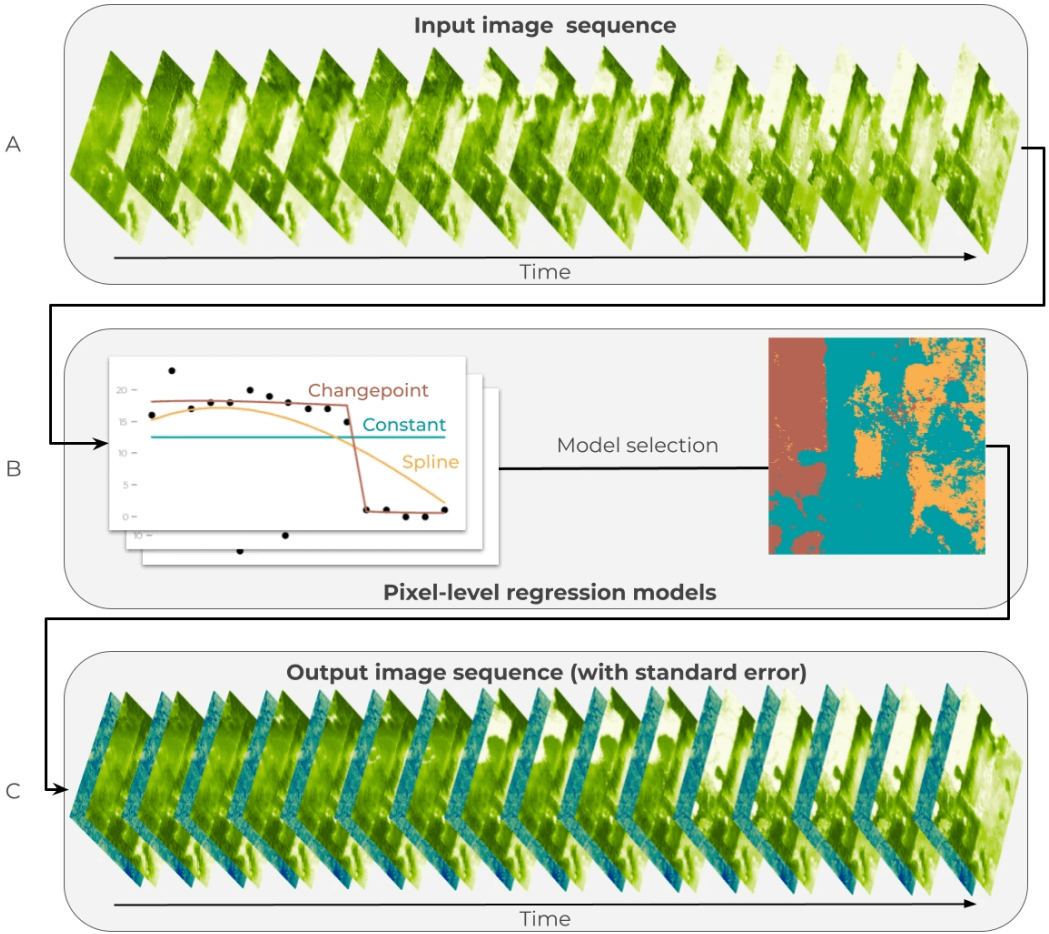 Input image sequence
A
Time
20
15
10
5
0
10
Changepoint
Constant
Spline
Model selection
B
Pixel-level regression models
Output image sequence (with standard error)
C
Time